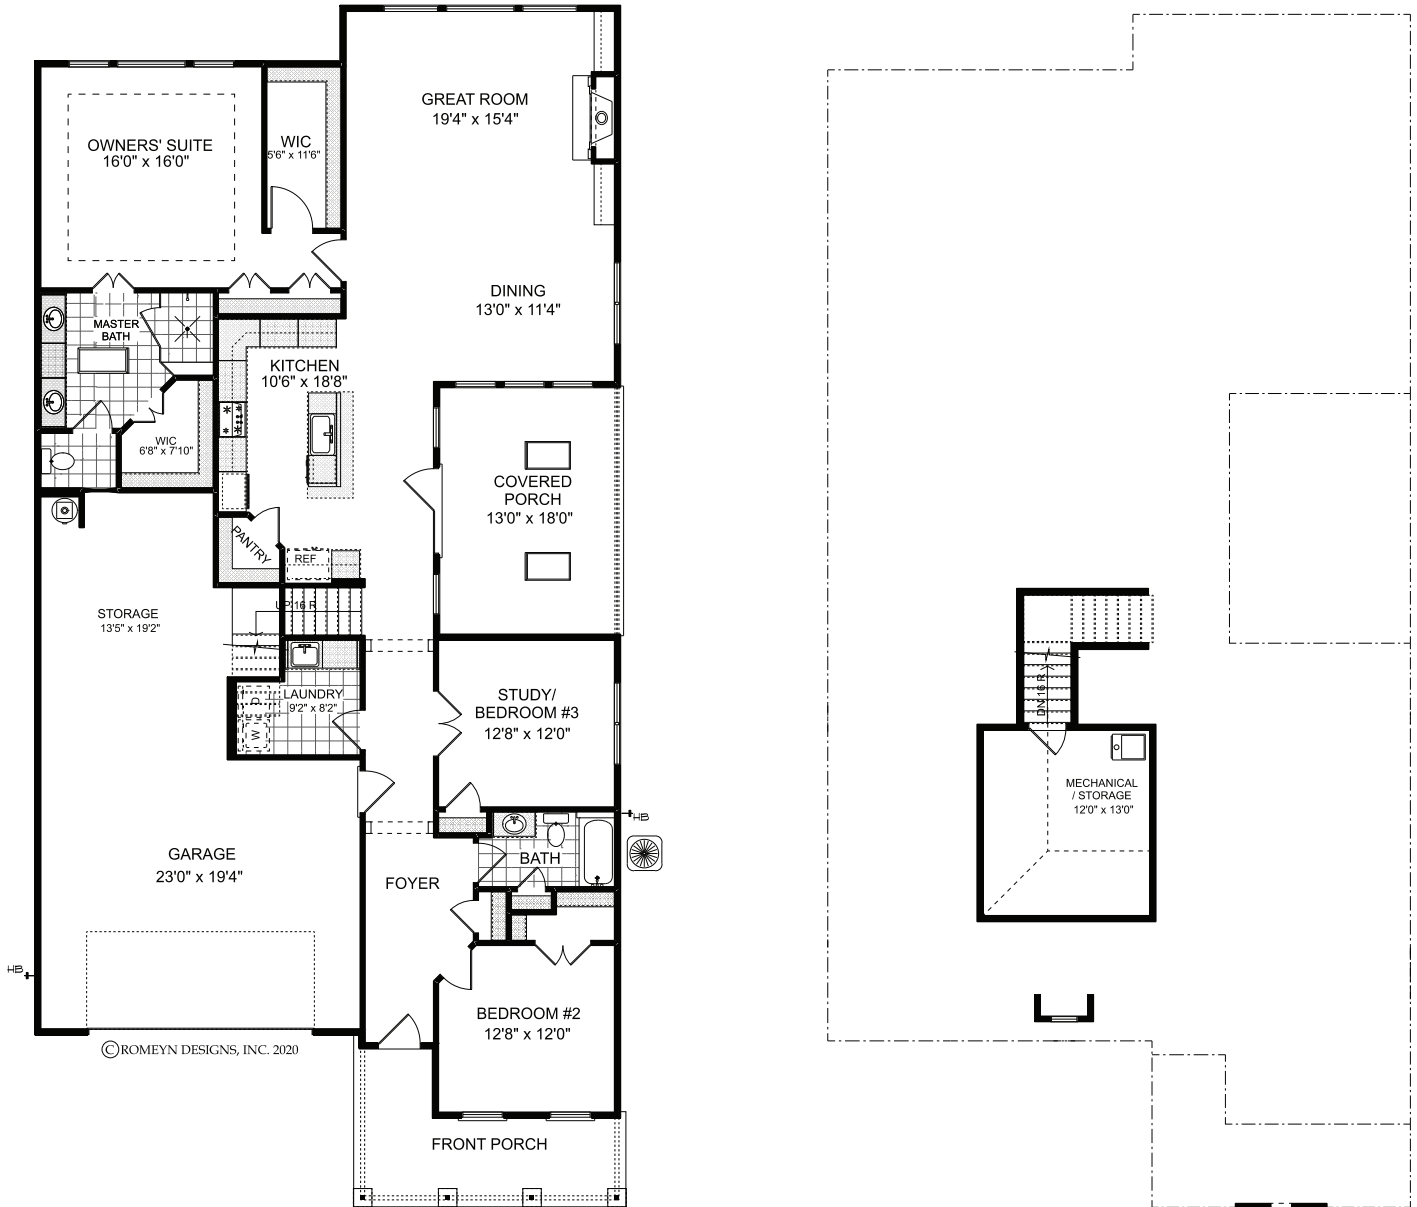 GREAT ROOM
19'4" x 15'4"
OWNERS' SUITE
16'0" x 16'0"
WIC
5'6" x 11'6"
DINING
13'0" x 11'4"
MASTER
BATH
KITCHEN
10'6" x 18'8"
WIC
6'8" x 7'10"
COVERED
PORCH
13'0" x 18'0"
PANTRY
REF
UP 16 R
STORAGE
13'5" x 19'2"
LAUNDRY
9'2" x 8'2"
D
W
STUDY/
BEDROOM #3
12'8" x 12'0"
HB
GARAGE
23'0" x 19'4"
BATH
FOYER
HB
BEDROOM #2
12'8" x 12'0"
©ROMEYN DESIGNS, INC. 2020
FRONT PORCH
DN 16 R
MECHANICAL
/ STORAGE
12'0" x 13'0"